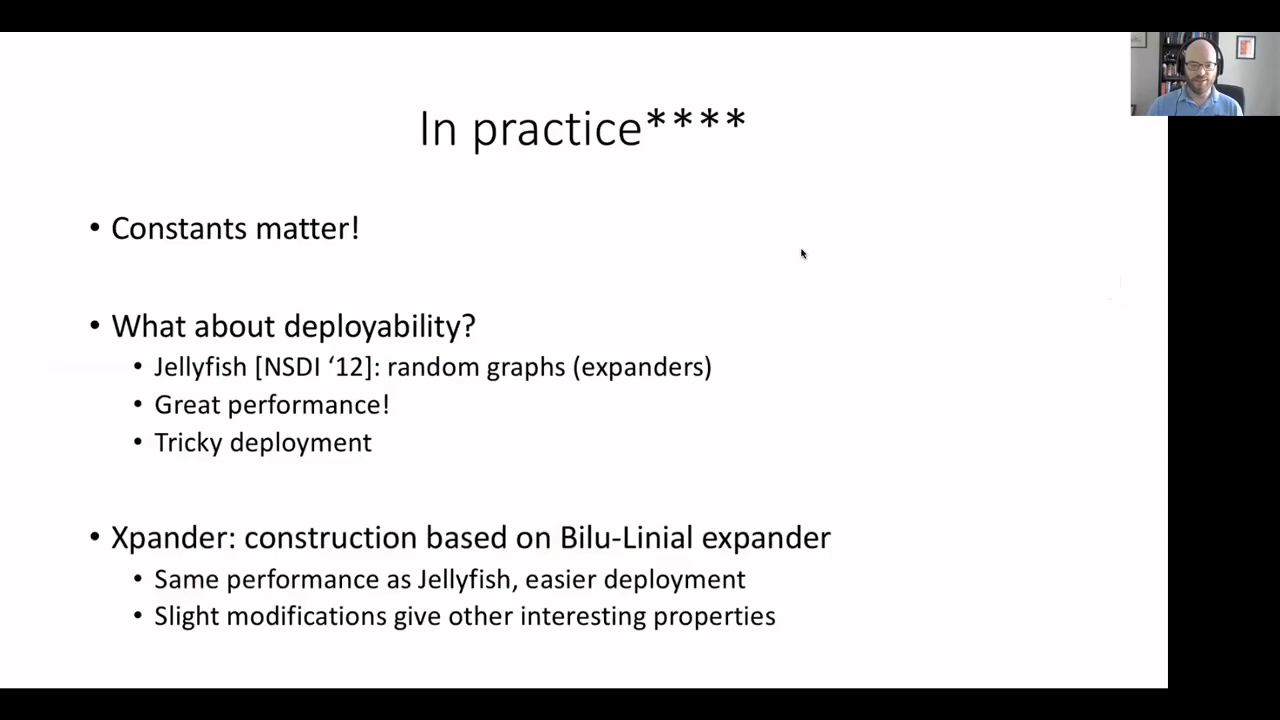 In practice****
• Constants matter!
• What about deployability?
• Jellyfish [NSDI ‘12]: random graphs (expanders)
• Great performance!
• Tricky deployment
• Xpander: construction based on Bilu-Linial expander
• Same performance as Jellyfish, easier deployment
• Slight modifications give other interesting properties